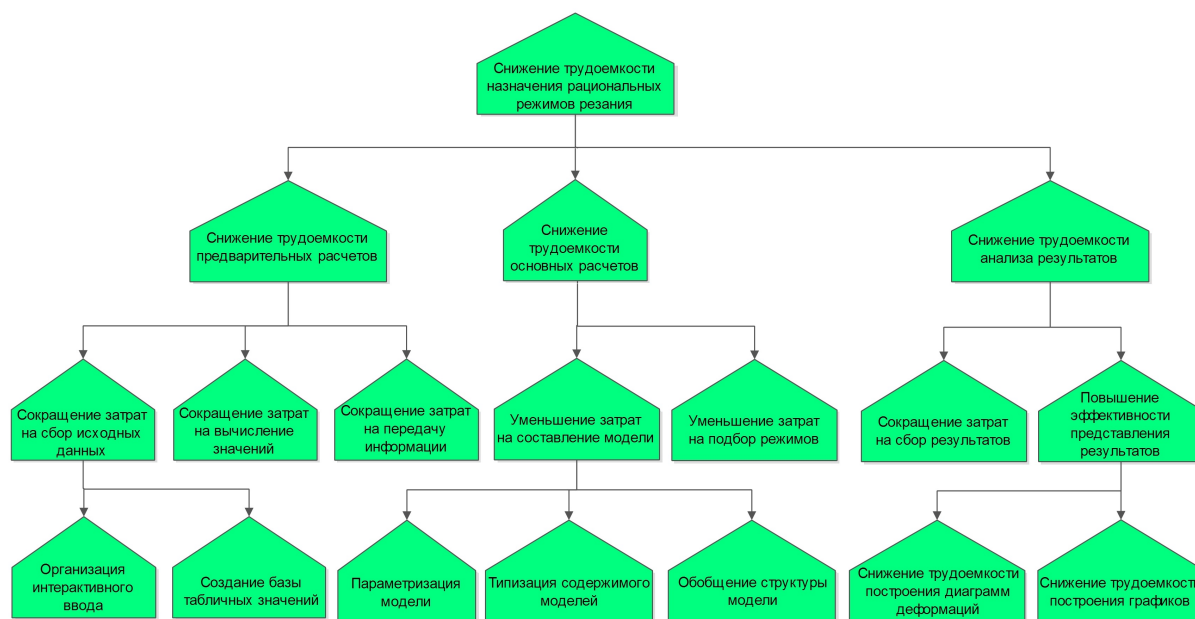 Снижение трудоемкости
назначения рациональных
режимов резания
Снижение трудоемкости
предварительных расчетов
Снижение
трудоемкости
основных расчетов
Снижение трудоемкости
анализа результатов
Сокращение затрат
на сбор исходных
данных
Сокращение затрат
на вычисление
значений
Сокращение затрат
на передачу
информации
Уменьшение затрат
на составление модели
Уменьшение затрат
на подбор режимов
Сокращение затрат
на сбор результатов
Повышение
эффективности
представления
результатов
Организация
интерактивного
ввода
Создание базы
табличных значений
Параметризация
модели
Типизация содержимого
моделей
Обобщение структуры
модели
Снижение трудоемкости
построения диаграмм
деформаций
Снижение трудоемкости
построения графиков